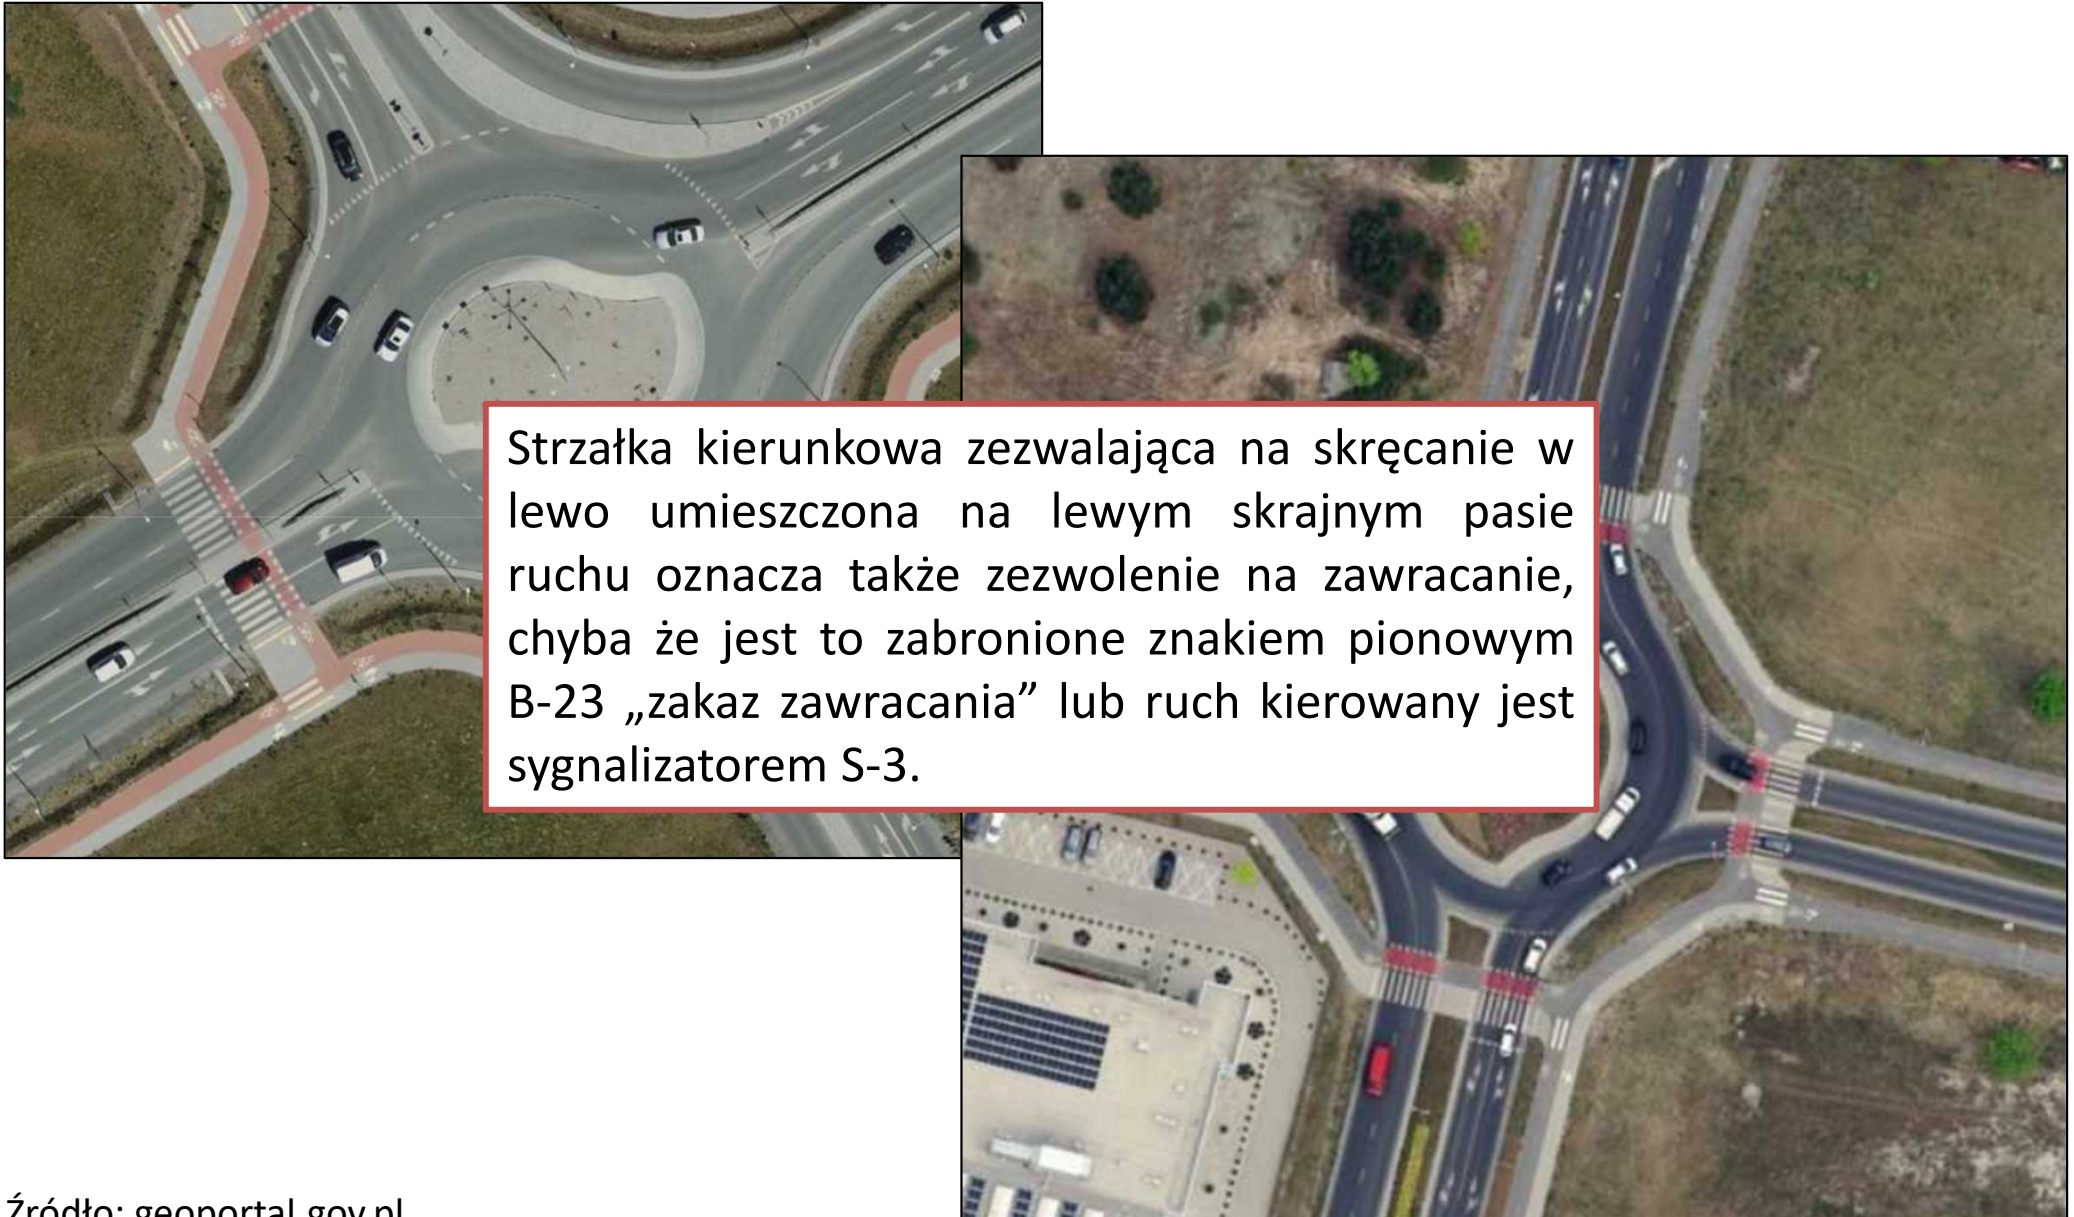 Strzałka kierunkowa zezwalająca na skręcanie w
lewo umieszczona na lewym skrajnym pasie
ruchu oznacza także zezwolenie na zawracanie,
chyba że jest to zabronione znakiem pionowym
B-23 „zakaz zawracania” lub ruch kierowany jest
sygnalizatorem S-3.
Źródło: geoportal.gov.pl